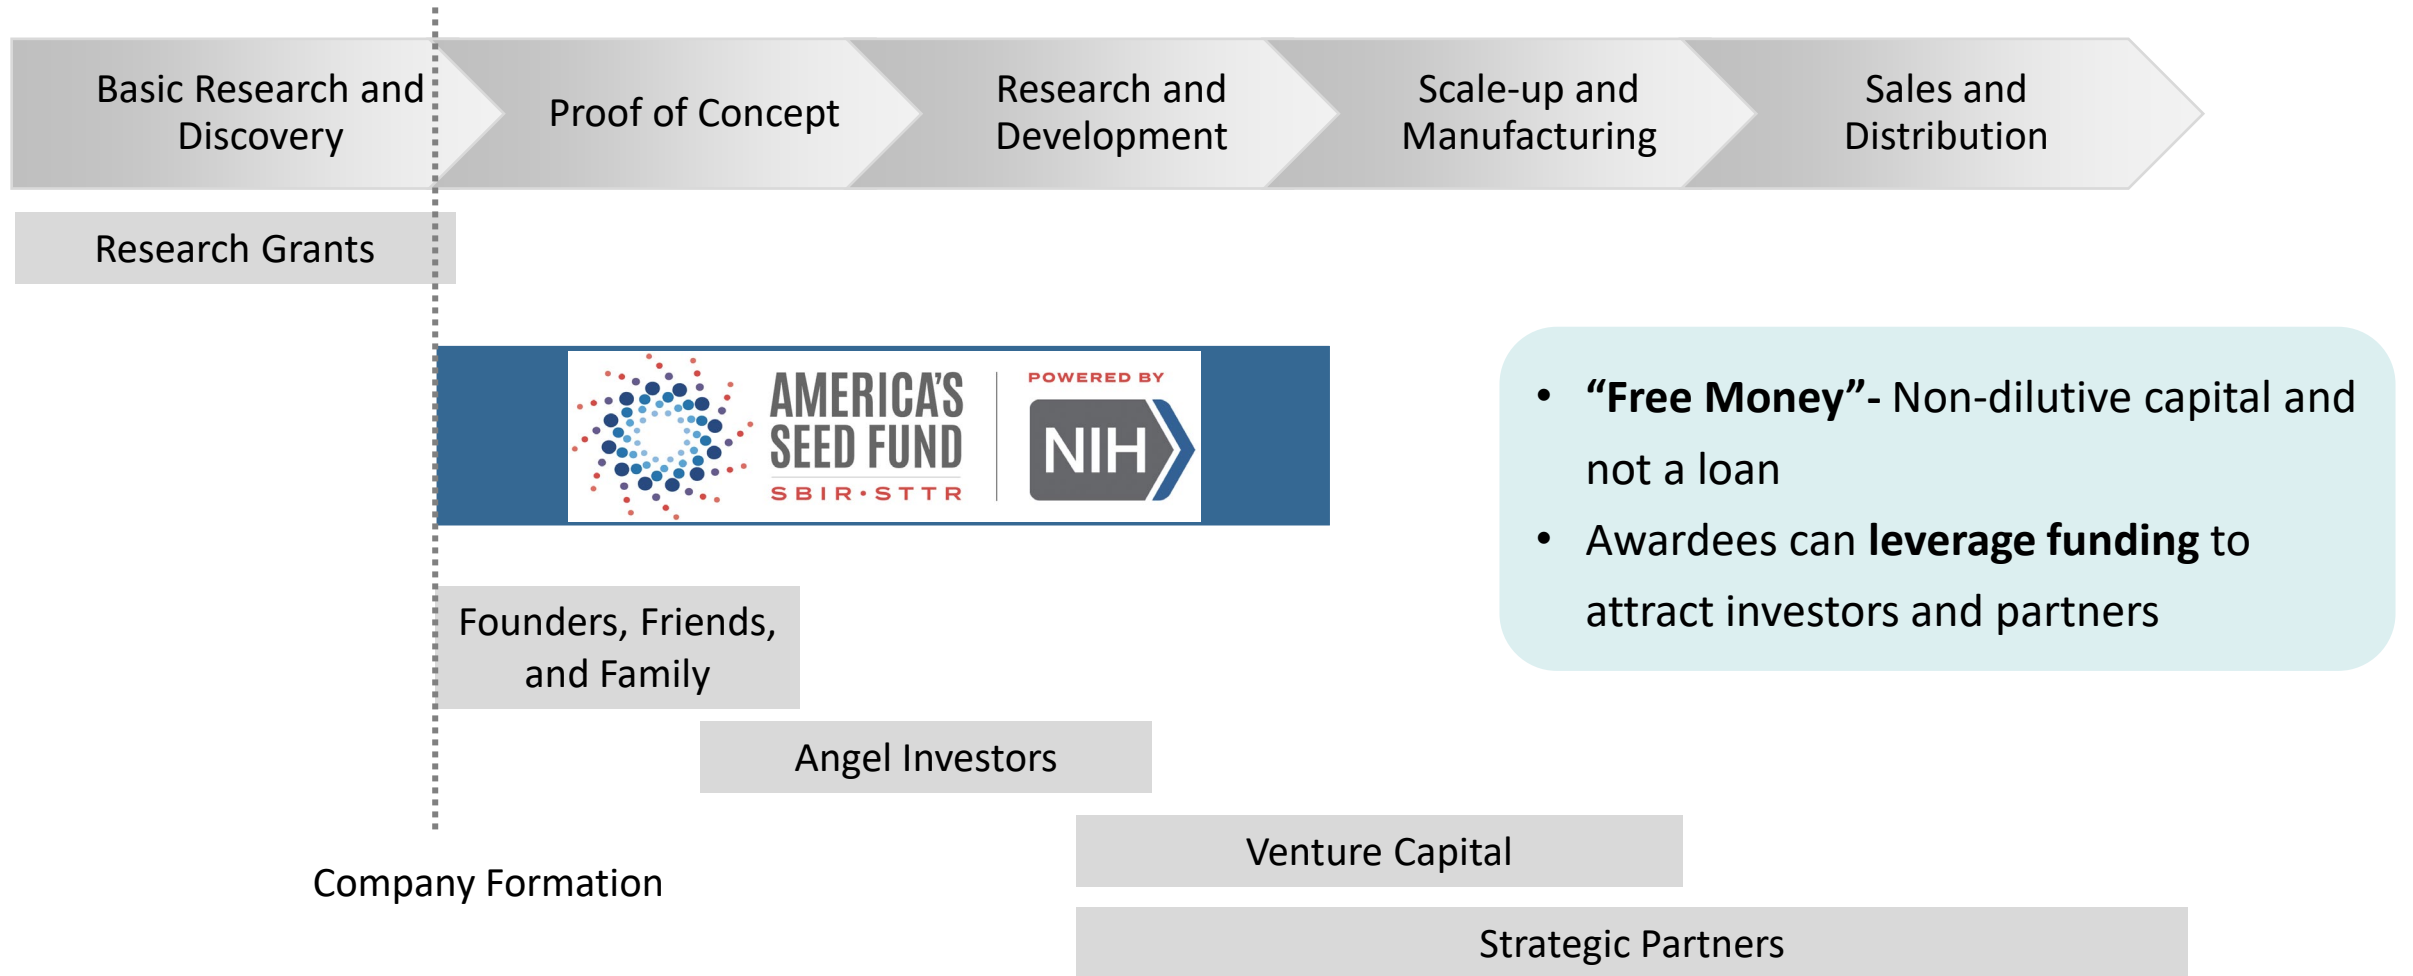 Basic Research and
Discovery
Proof of Concept
Research and
Development
Scale-up and
Manufacturing
Sales and
Distribution
Research Grants
AMERICA'S
SEED FUND
SBIR•STTR
POWERED BY
NIH
• “Free Money”- Non-dilutive capital and
not a loan
• Awardees can leverage funding to
attract investors and partners
Founders, Friends,
and Family
Angel Investors
Venture Capital
Company Formation
Strategic Partners